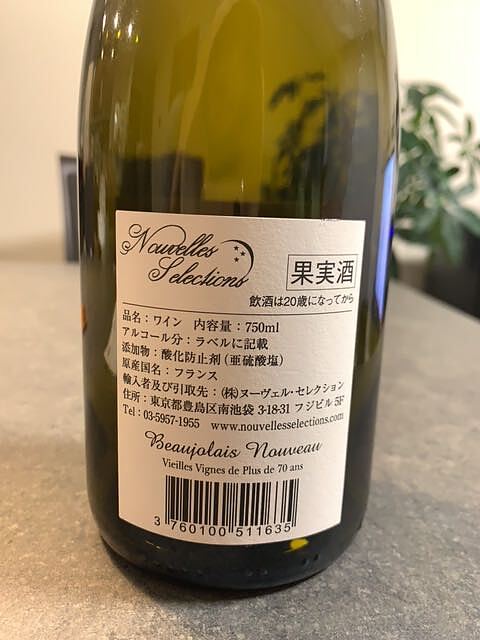 Nouvelles
Selections
果実酒
飲酒は20歳になってから
品名：ワイン 内容量：750ml
アルコール分：ラベルに記載
添加物：酸化防止剤（亜硫酸塩）
原産国名：フランス
輸入者及び引取先：(株)ヌーヴェル・セレクション
住所：東京都豊島区南池袋 3-18-31 フジビル 5F
Tel：03-5957-1955 www.nouvellesselections.com
Beaujolais Nouveau
Vieilles Vignes de Plus de 70 ans
3 760100 511635